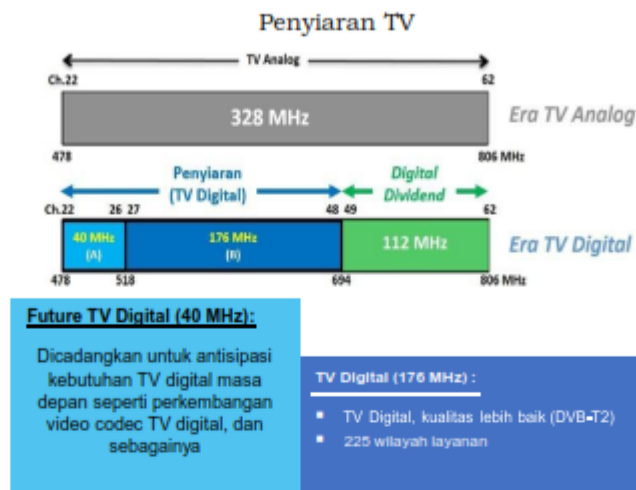 Penyiaran TV
TV Analog
Ch.22 62
328 MHz Era TV Analog
478 806 MHz
Penyiaran Digital
(TV Digital) Dividend
Ch.22 26 27 48 49 62
40 MHz 176 MHz 112 MHz Era TV Digital
(A) (B)
478 518 694 806 MHz
Future TV Digital (40 MHz):
Dicadangkan untuk antisipasi
kebutuhan TV digital masa
depan seperti perkembangan
video codec TV digital, dan
sebagainya
TV Digital (176 MHz) :
▪ TV Digital, kualitas lebih baik (DVB-T2)
▪ 225 wilayah layanan